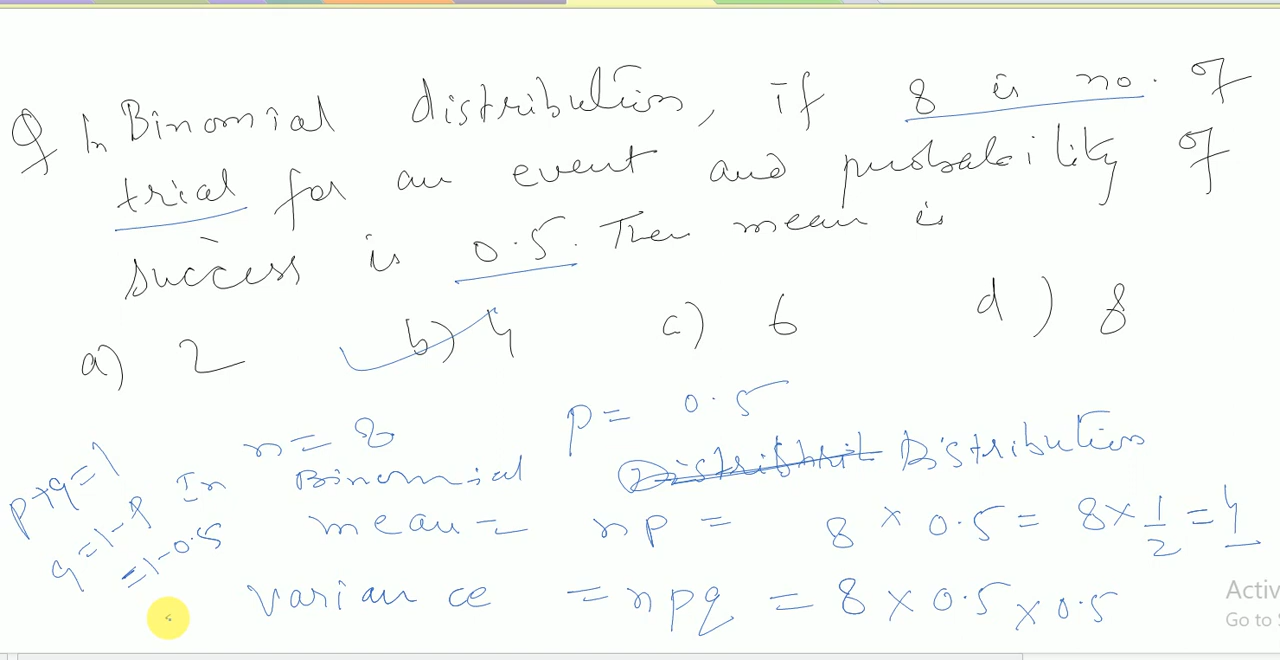 Q In Binomial distribution, if 8 is no. of
trial for an event and probability of
success is 0.5. Then mean is
a) 2 b) 4 c) 6 d) 8
n = 8 p = 0.5
p+q=1 In Binomial Distribution
q=1-p mean = np = 8 × 0.5 = 8 × 1/2 = 4
=1-0.5
variance = npq = 8 × 0.5 × 0.5
Activ
Go to S